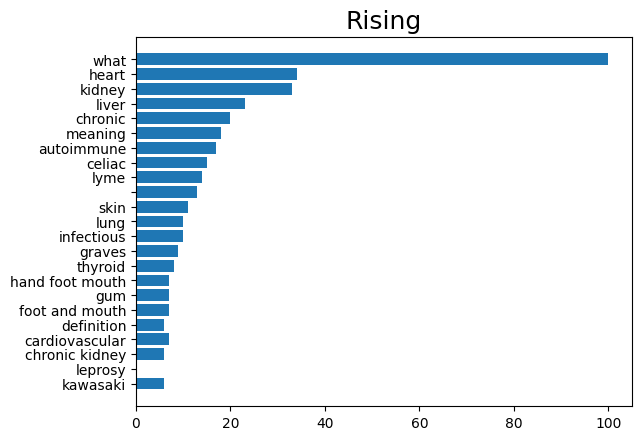 Rising
what
heart
kidney
liver
chronic
meaning
autoimmune
celiac
lyme
skin
lung
infectious
graves
thyroid
hand foot mouth
gum
foot and mouth
definition
cardiovascular
chronic kidney
leprosy
kawasaki
0 20 40 60 80 100